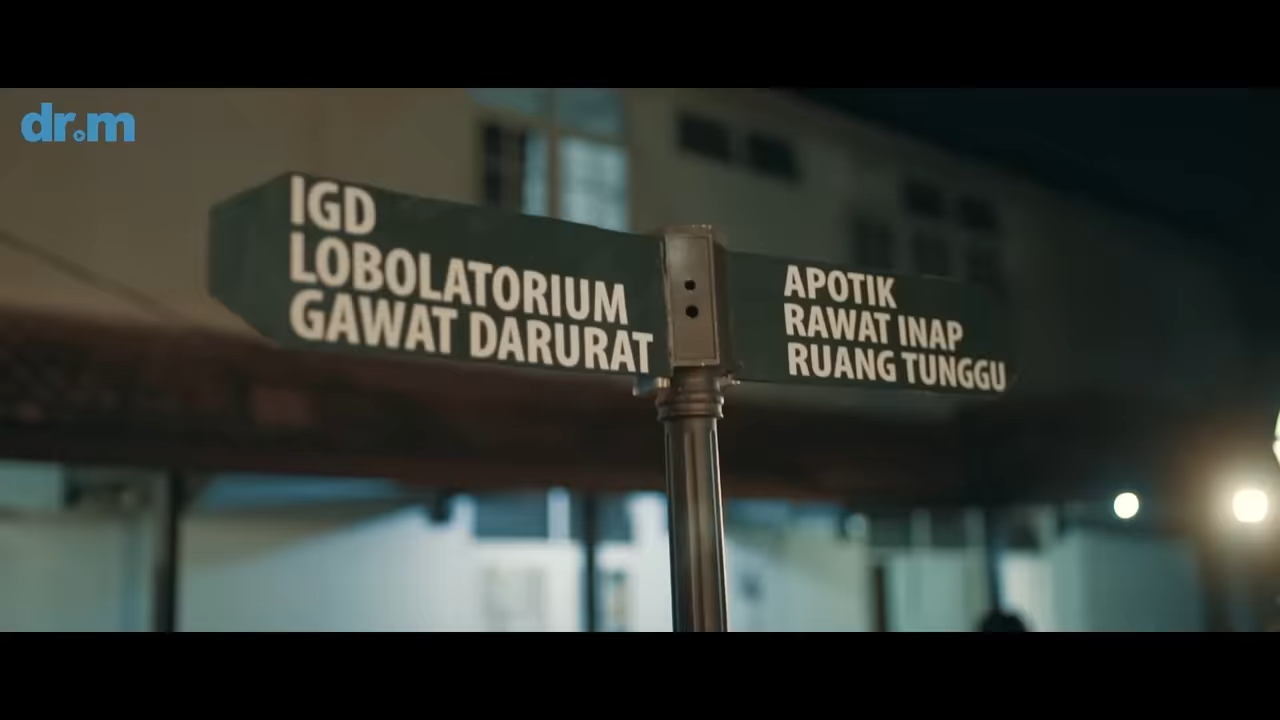 dr.m
IGD
LOBOLATORIUM
GAWAT DARURAT
APOTIK
RAWAT INAP
RUANG TUNGGU